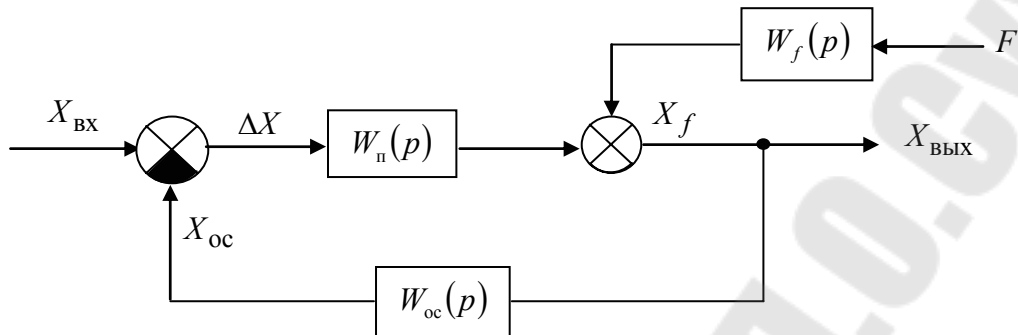 W_f(p)
F
X_вх
ΔX
W_п(p)
X_f
X_вых
X_ос
W_ос(p)